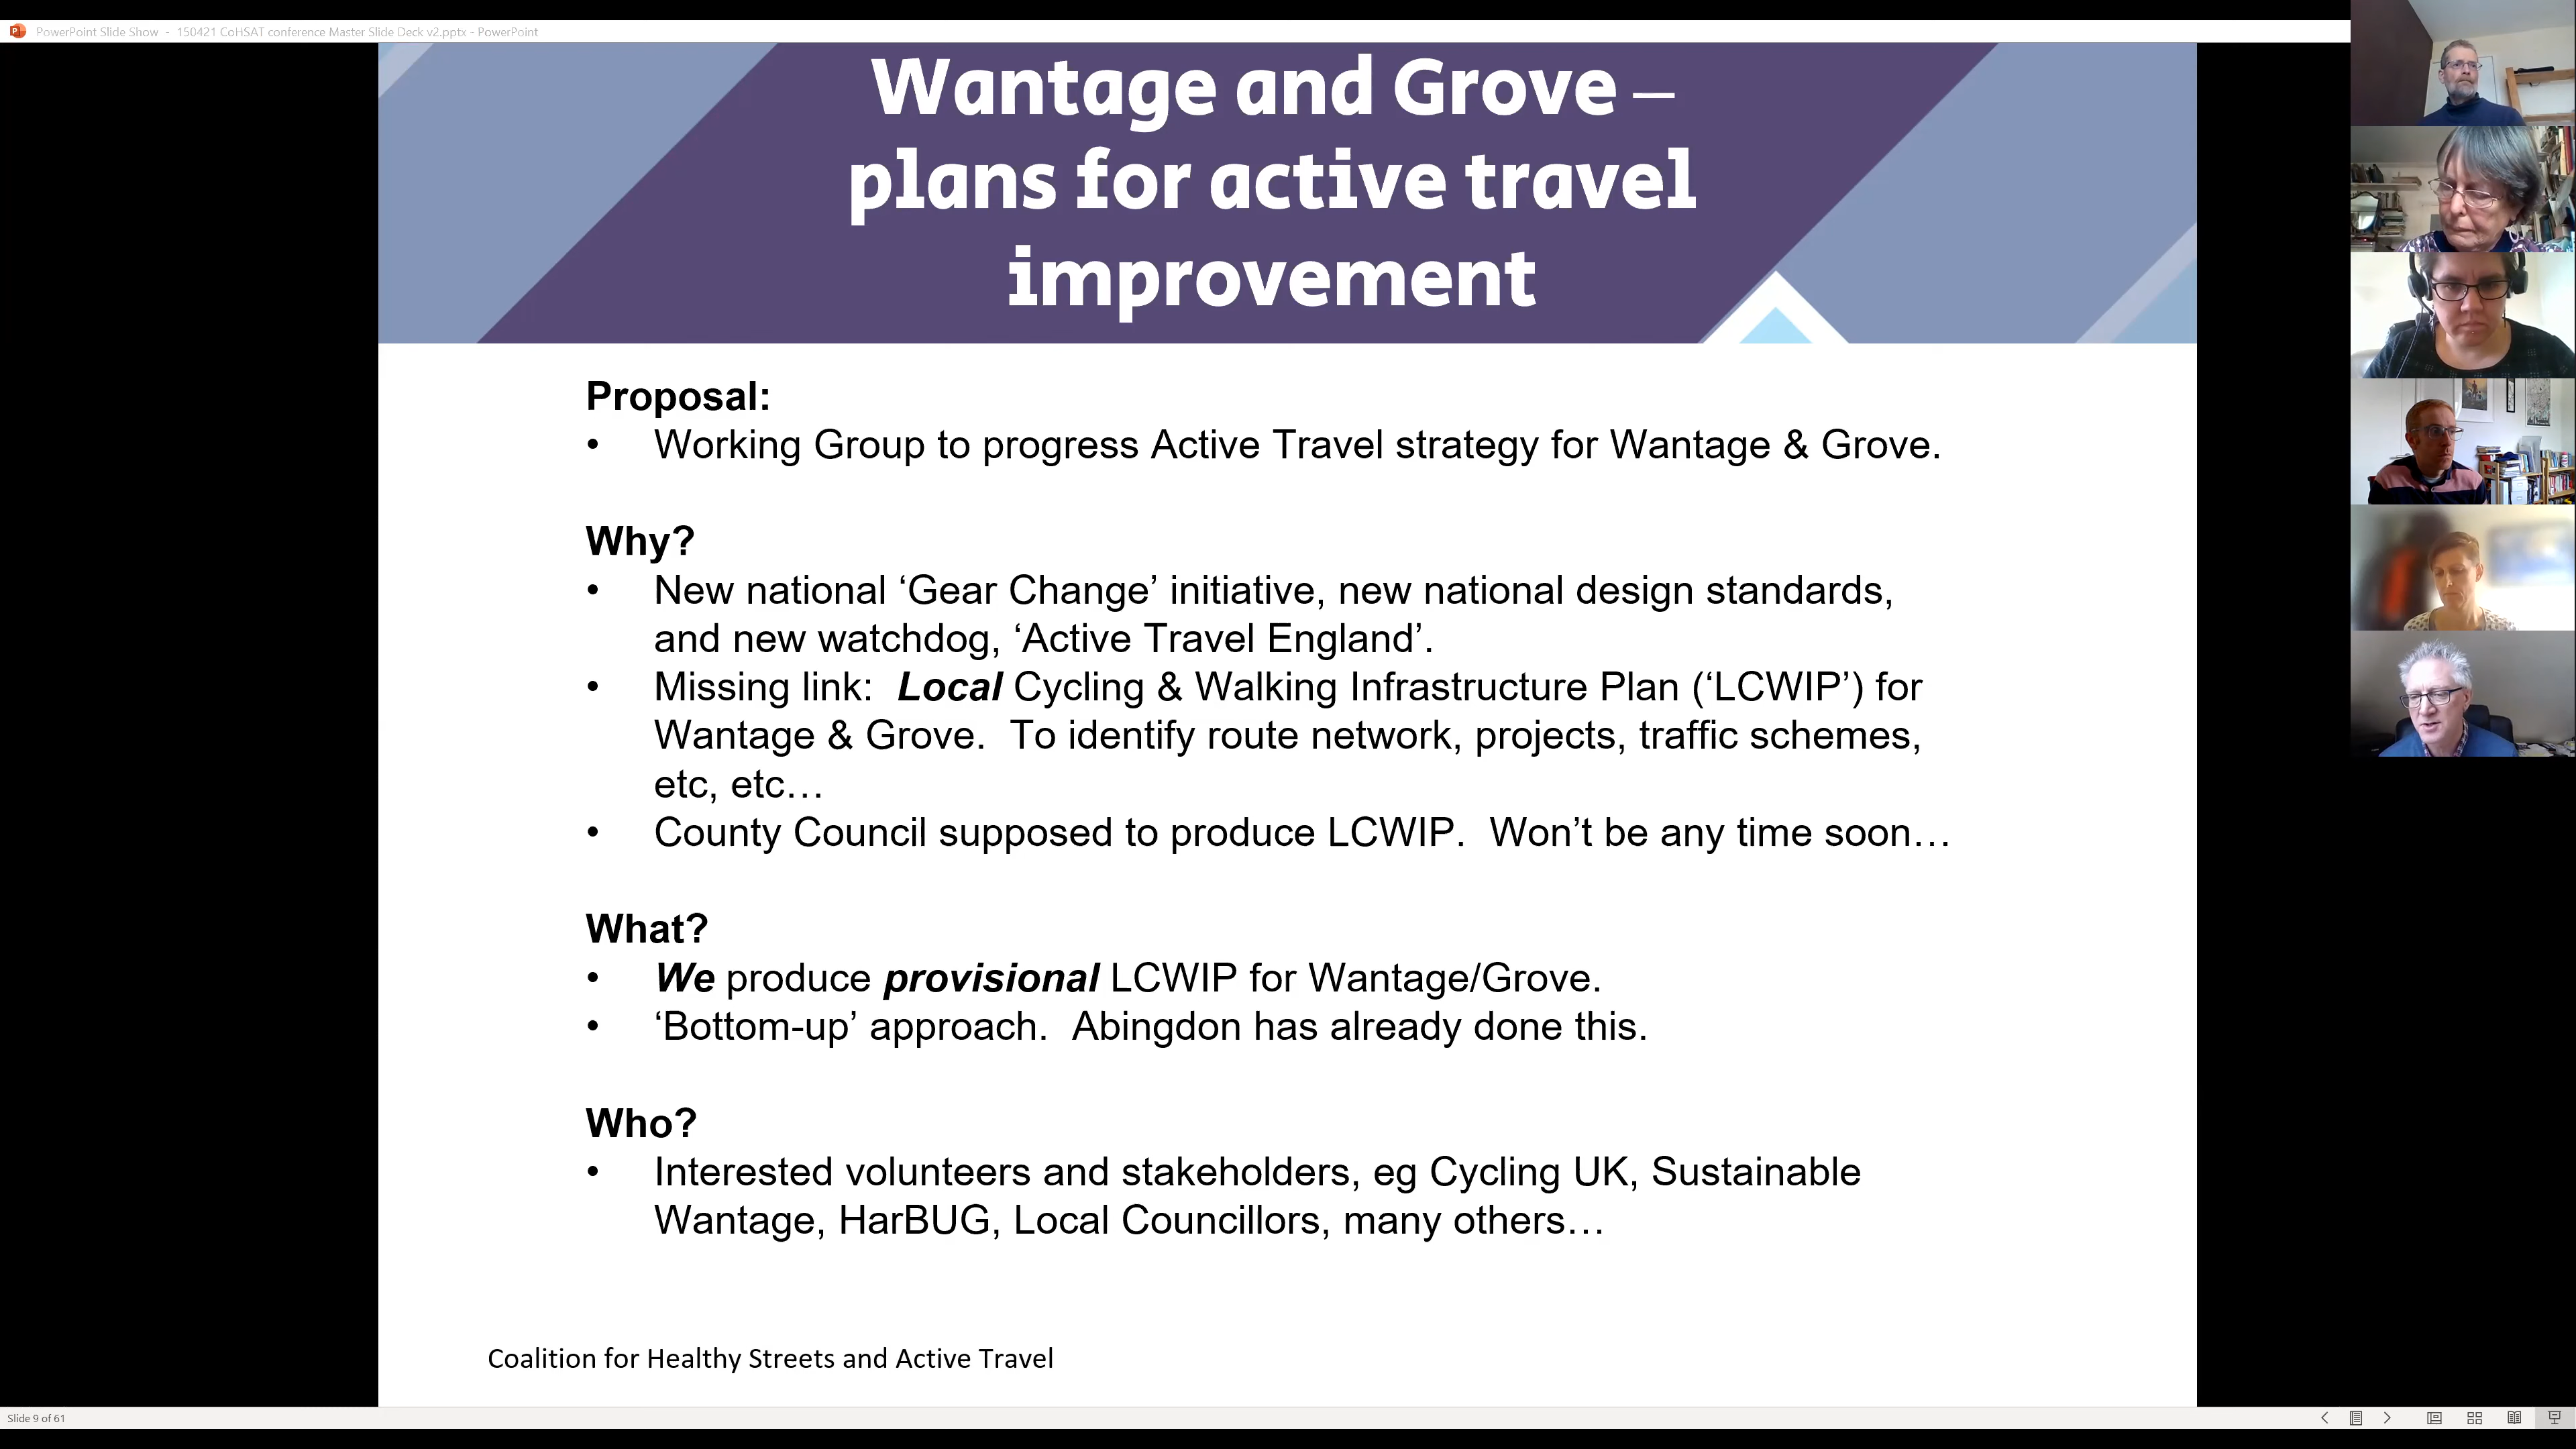 PowerPoint Slide Show - 150421 CoHSAT conference Master Slide Deck v2.pptx - PowerPoint
Wantage and Grove –
plans for active travel
improvement
Proposal:
• Working Group to progress Active Travel strategy for Wantage & Grove.
Why?
• New national ‘Gear Change’ initiative, new national design standards,
and new watchdog, ‘Active Travel England’.
• Missing link: Local Cycling & Walking Infrastructure Plan (‘LCWIP’) for
Wantage & Grove. To identify route network, projects, traffic schemes,
etc, etc…
• County Council supposed to produce LCWIP. Won’t be any time soon…
What?
• We produce provisional LCWIP for Wantage/Grove.
• ‘Bottom-up’ approach. Abingdon has already done this.
Who?
• Interested volunteers and stakeholders, eg Cycling UK, Sustainable
Wantage, HarBUG, Local Councillors, many others…
Coalition for Healthy Streets and Active Travel
Slide 9 of 61